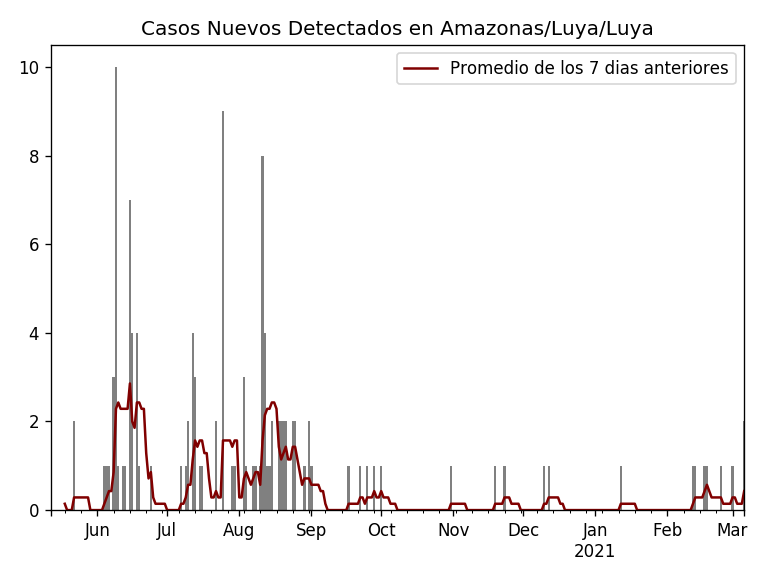 Casos Nuevos Detectados en Amazonas/Luya/Luya
Promedio de los 7 dias anteriores
10
8
6
4
2
0
Jun Jul Aug Sep Oct Nov Dec Jan Feb Mar
2021